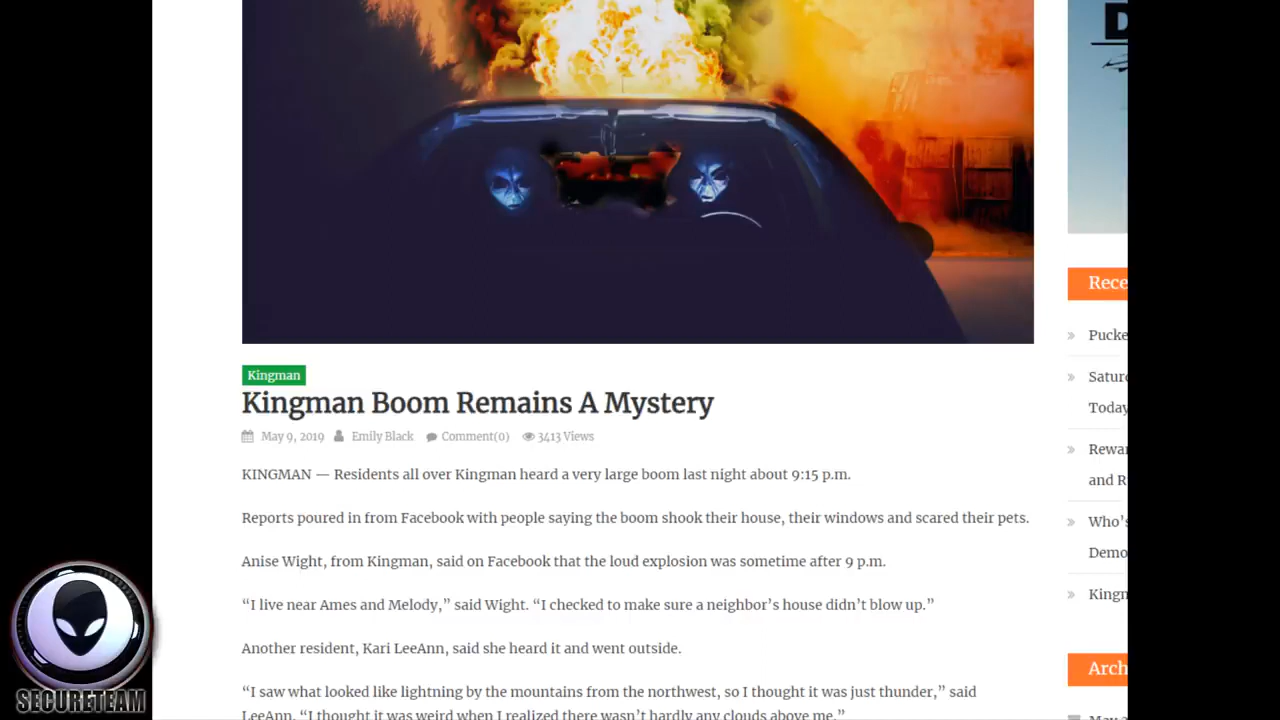 D
Kingman
Kingman Boom Remains A Mystery
May 9, 2019 Emily Black Comment(0) 3413 Views
KINGMAN — Residents all over Kingman heard a very large boom last night about 9:15 p.m.
Reports poured in from Facebook with people saying the boom shook their house, their windows and scared their pets.
Anise Wight, from Kingman, said on Facebook that the loud explosion was sometime after 9 p.m.
“I live near Ames and Melody,” said Wight. “I checked to make sure a neighbor’s house didn’t blow up.”
Another resident, Kari LeeAnn, said she heard it and went outside.
“I saw what looked like lightning by the mountains from the northwest, so I thought it was just thunder,” said
LeeAnn. “I thought it was weird when I realized there wasn’t hardly any clouds above me.”
Rece
Pucke
Satur
Today
Rewar
and R
Who’s
Demo
Kingn
Arch
SECURETEAM